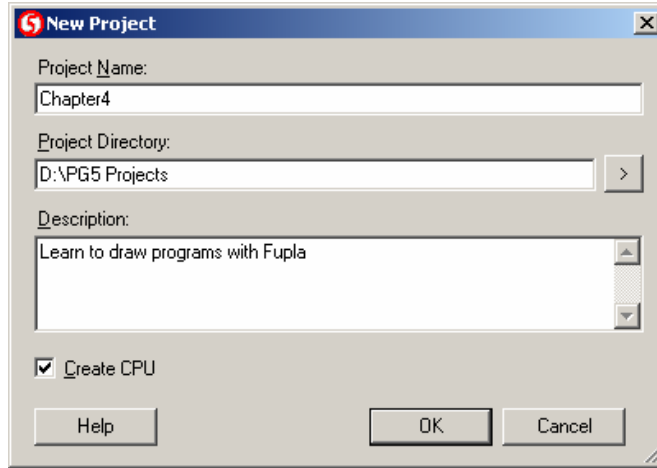 New Project
Project Name:
Chapter4
Project Directory:
D:\PG5 Projects
>
Description:
Learn to draw programs with Fupla
Create CPU
Help
OK
Cancel